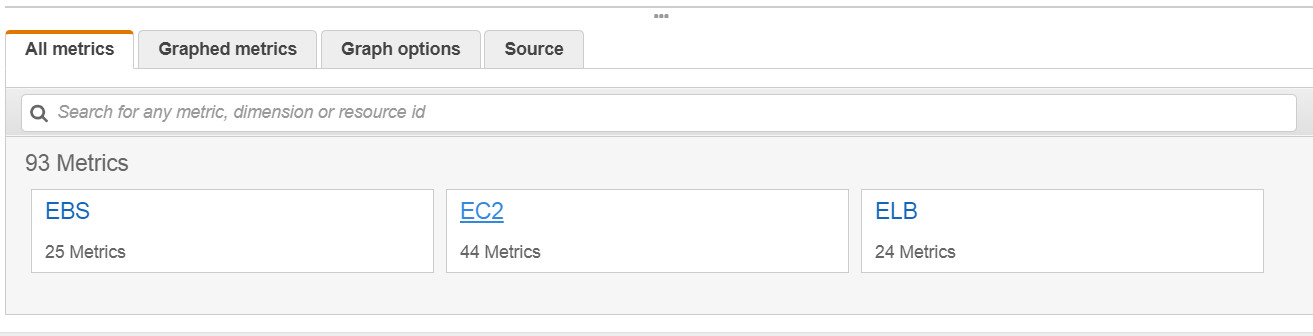 All metrics Graphed metrics Graph options Source
Search for any metric, dimension or resource id
93 Metrics
EBS EC2 ELB
25 Metrics 44 Metrics 24 Metrics